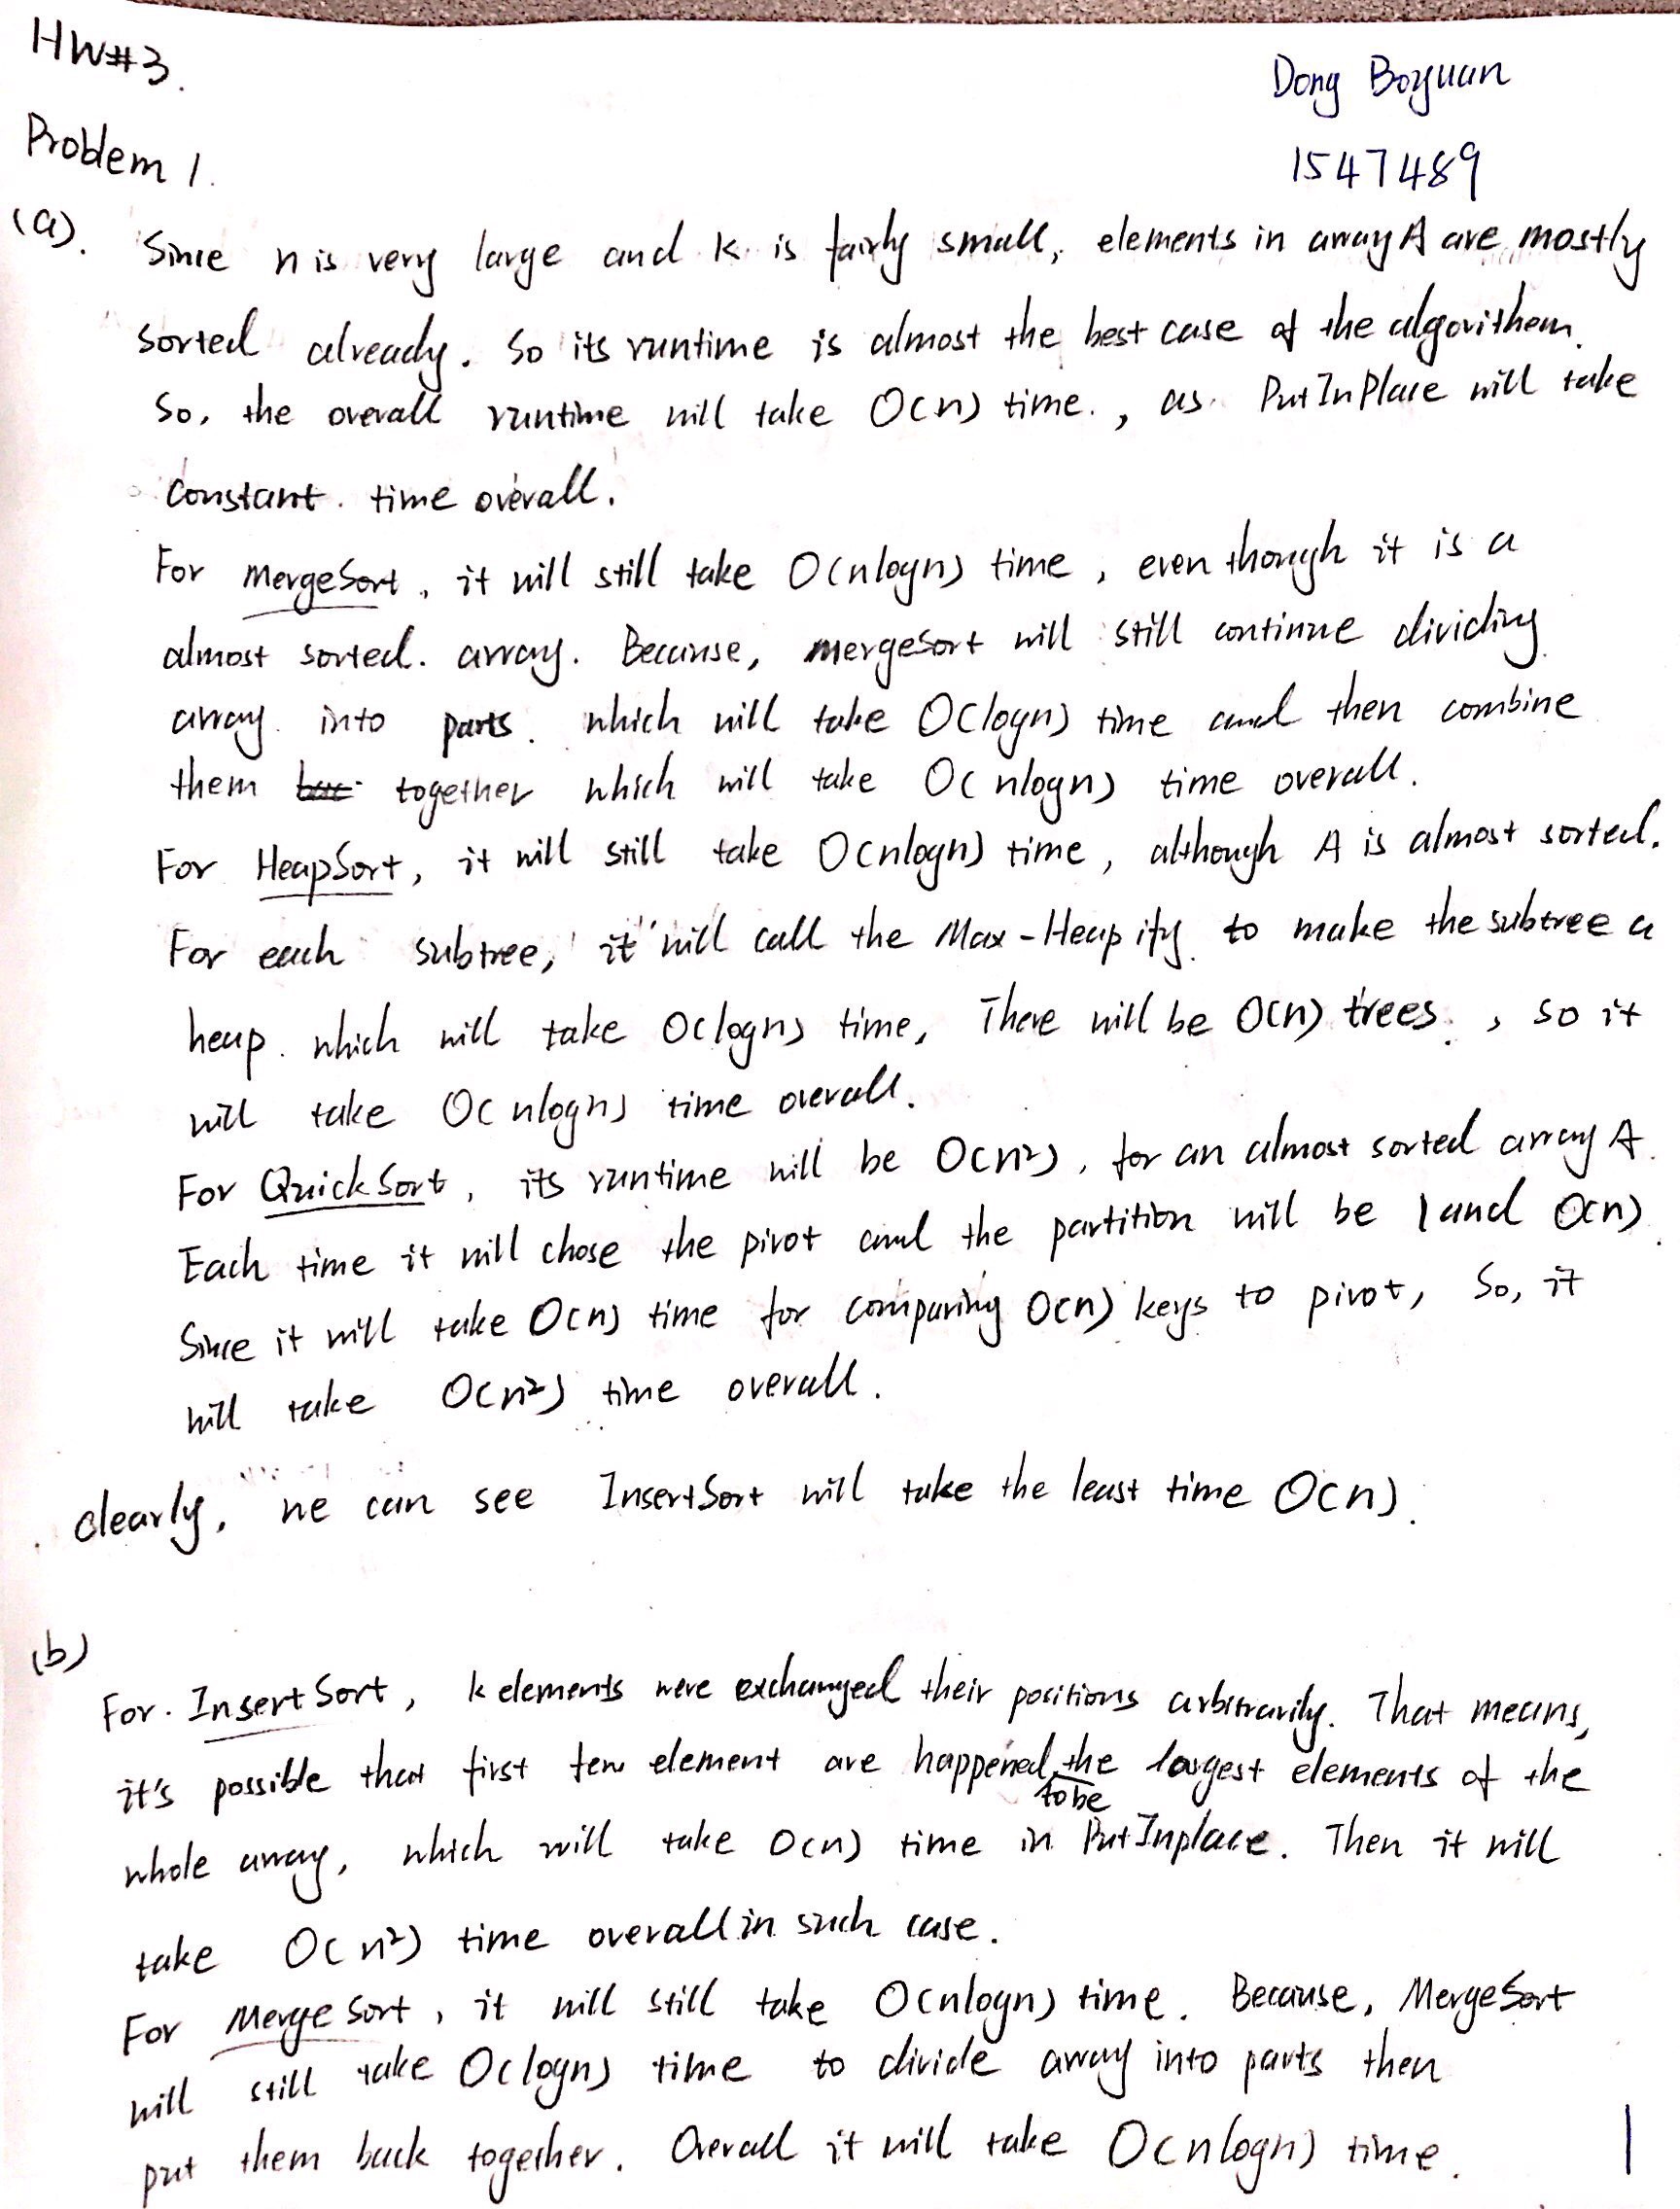 HW#3.
Dong Boyuan
Problem 1.
1547489
(a). Since n is very large and k is fairly small, elements in array A are mostly
sorted already. So its runtime is almost the best case of the algorithem.
So, the overall runtime will take O(n) time., as PutInPlace will take
constant. time overall.
For MergeSort, it will still take O(nlogn) time, even though it is a
almost sorted. array. Because, mergesort will still continue dividing
array into parts. which will take O(logn) time and then combine
them together which will take O(nlogn) time overall.
For HeapSort, it will still take O(nlogn) time, although A is almost sorted.
For each subtree, it will call the Max-Heapify to make the subtree a
heap. which will take O(logn) time, There will be O(n) trees., so it
will take O(nlogn) time overall.
For QuickSort, its runtime will be O(n²), for an almost sorted array A.
Each time it will chose the pivot and the partition will be 1 and O(n).
Since it will take O(n) time for comparing O(n) keys to pivot, So, it
will take O(n²) time overall.
clearly, we can see InsertSort will take the least time O(n).
(b)
For. InsertSort, k elements were exchanged their positions arbitrarily. That means,
it's possible that first few element are happened to be the largest elements of the
whole array, which will take O(n) time in PutInplace. Then it will
take O(n²) time overall in such case.
For MergeSort, it will still take O(nlogn) time. Because, MergeSort
will still take O(logn) time to divide array into parts then
put them back together. Overall it will take O(nlogn) time.
1